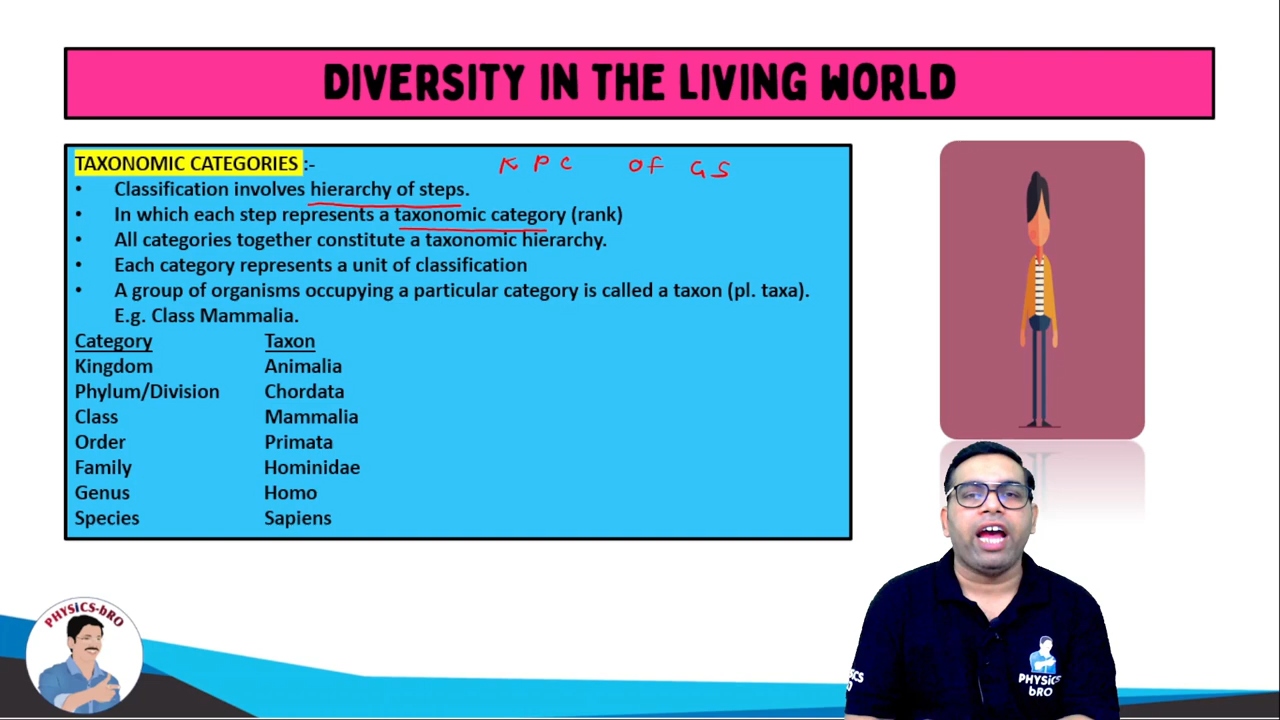 DIVERSITY IN THE LIVING WORLD
TAXONOMIC CATEGORIES :-
K P C OF G S
• Classification involves hierarchy of steps.
• In which each step represents a taxonomic category (rank)
• All categories together constitute a taxonomic hierarchy.
• Each category represents a unit of classification
• A group of organisms occupying a particular category is called a taxon (pl. taxa).
E.g. Class Mammalia.
Category Taxon
Kingdom Animalia
Phylum/Division Chordata
Class Mammalia
Order Primata
Family Hominidae
Genus Homo
Species Sapiens
PHYSICS-bRO
PHYSICS
bRO